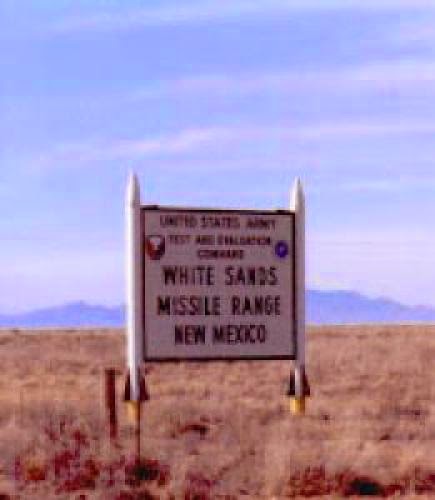 UNITED STATES ARMY
TEST AND EVALUATION
COMMAND
WHITE SANDS
MISSILE RANGE
NEW MEXICO